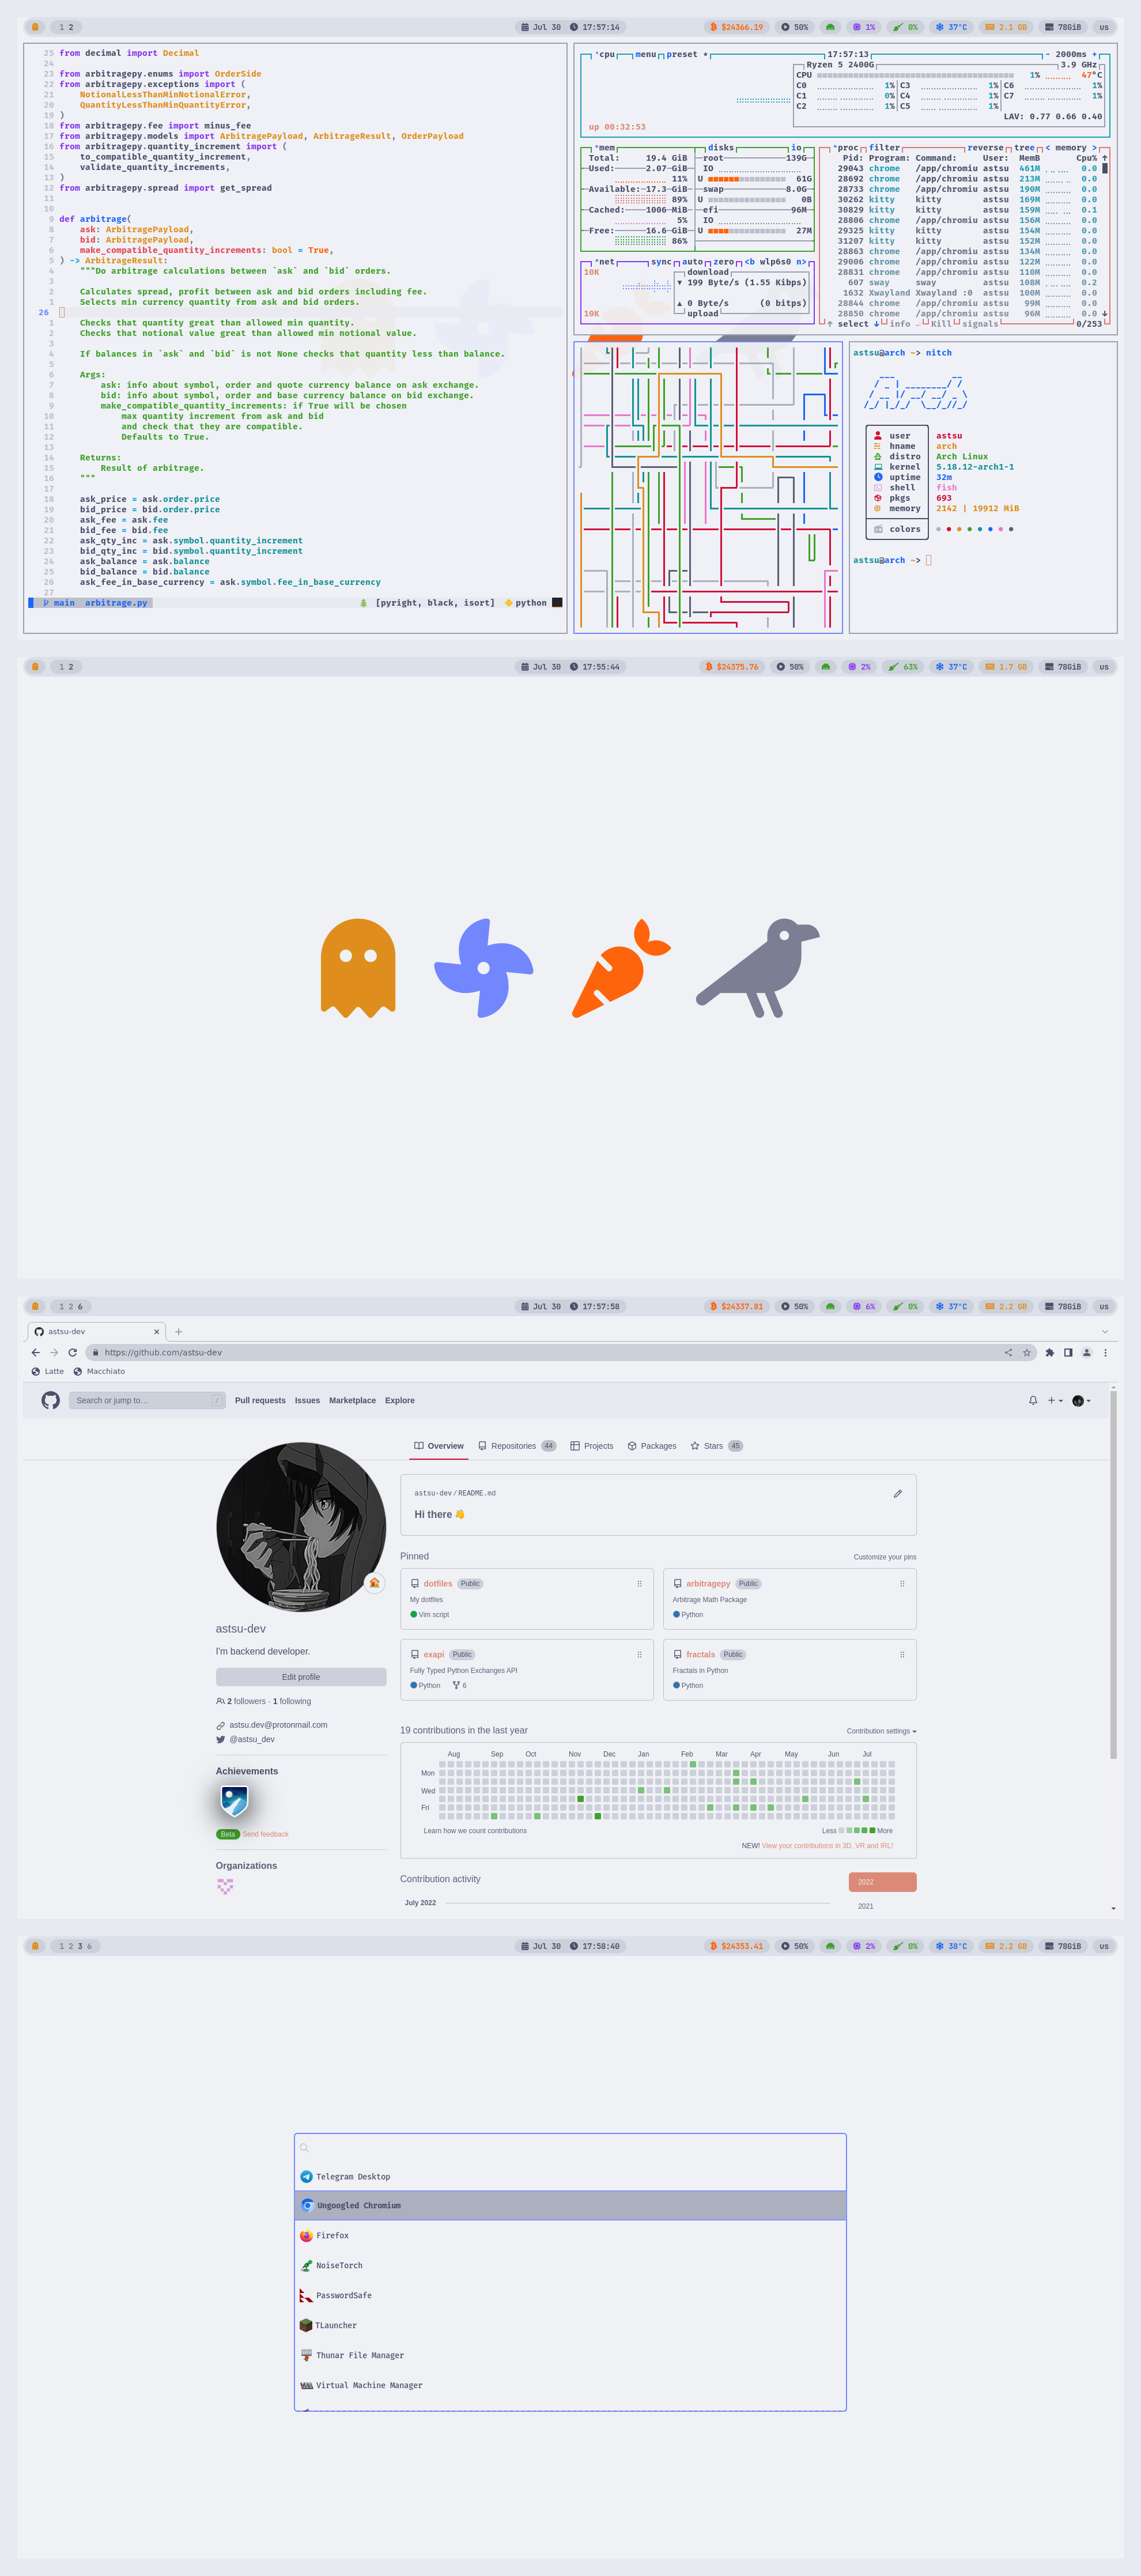 1 2
Jul 30 17:57:14
$24366.19 50% 1% 0% 37°C 2.1 GB 78GiB us
25 from decimal import Decimal
24
23 from arbitragepy.enums import OrderSide
22 from arbitragepy.exceptions import (
21 NotionalLessThanMinNotionalError,
20 QuantityLessThanMinQuantityError,
19 )
18 from arbitragepy.fee import minus_fee
17 from arbitragepy.models import ArbitragePayload, ArbitrageResult, OrderPayload
16 from arbitragepy.quantity_increment import (
15 to_compatible_quantity_increment,
14 validate_quantity_increments,
13 )
12 from arbitragepy.spread import get_spread
11
10
9 def arbitrage(
8 ask: ArbitragePayload,
7 bid: ArbitragePayload,
6 make_compatible_quantity_increments: bool = True,
5 ) -> ArbitrageResult:
4 """Do arbitrage calculations between `ask` and `bid` orders.
3
2 Calculates spread, profit between ask and bid orders including fee.
1 Selects min currency quantity from ask and bid orders.
26
1 Checks that quantity great than allowed min quantity.
2 Checks that notional value great than allowed min notional value.
3
4 If balances in `ask` and `bid` is not None checks that quantity less than balance.
5
6 Args:
7 ask: info about symbol, order and quote currency balance on ask exchange.
8 bid: info about symbol, order and base currency balance on bid exchange.
9 make_compatible_quantity_increments: if True will be chosen
10 max quantity increment from ask and bid
11 and check that they are compatible.
12 Defaults to True.
13
14 Returns:
15 Result of arbitrage.
16 """
17
18 ask_price = ask.order.price
19 bid_price = bid.order.price
20 ask_fee = ask.fee
21 bid_fee = bid.fee
22 ask_qty_inc = ask.symbol.quantity_increment
23 bid_qty_inc = bid.symbol.quantity_increment
24 ask_balance = ask.balance
25 bid_balance = bid.balance
26 ask_fee_in_base_currency = ask.symbol.fee_in_base_currency
27
main arbitrage.py [pyright, black, isort] python
¹cpu menu preset * 17:57:13 - 2000ms +
Ryzen 5 2400G 3.9 GHz
CPU 1% 47°C
C0 1% C3 1% C6 1%
C1 0% C4 1% C7 1%
C2 1% C5 1%
LAV: 0.77 0.66 0.40
up 00:32:53
²mem disks io
Total: 19.4 GiB root 139G
Used: 2.07 GiB IO
11% U 61G
Available: 17.3 GiB swap 8.0G
89% U 0B
Cached: 1006 MiB efi 96M
5% IO
Free: 16.6 GiB U 27M
86%
³net sync auto zero <b wlp6s0 n>
10K download
▼ 199 Byte/s (1.55 Kibps)
▲ 0 Byte/s (0 bitps)
10K upload
⁴proc filter reverse tree < memory >
Pid: Program: Command: User: MemB Cpu% ↑
29043 chrome /app/chromiu astsu 461M 0.0
28692 chrome /app/chromiu astsu 213M 0.0
28733 chrome /app/chromiu astsu 190M 0.0
30262 kitty kitty astsu 169M 0.0
30829 kitty kitty astsu 159M 0.1
28806 chrome /app/chromiu astsu 156M 0.0
29325 kitty kitty astsu 154M 0.0
31207 kitty kitty astsu 152M 0.0
28863 chrome /app/chromiu astsu 134M 0.0
29006 chrome /app/chromiu astsu 122M 0.0
28831 chrome /app/chromiu astsu 110M 0.0
607 sway sway astsu 108M 0.2
1632 Xwayland Xwayland :0 astsu 100M 0.0
28844 chrome /app/chromiu astsu 99M 0.0
28850 chrome /app/chromiu astsu 96M 0.0 ↓
↑ select ↓ info ↵ Kill signals 0/253
astsu@arch ~> nitch
user astsu
hname arch
distro Arch Linux
kernel 5.18.12-arch1-1
uptime 32m
shell fish
pkgs 693
memory 2142 | 19912 MiB
colors
astsu@arch ~>
1 2
Jul 30 17:55:44
$24375.76 50% 2% 63% 37°C 1.7 GB 78GiB us
1 2 6
Jul 30 17:57:58
$24337.81 50% 6% 0% 37°C 2.2 GB 78GiB us
astsu-dev
https://github.com/astsu-dev
Latte Macchiato
Search or jump to… /
Pull requests Issues Marketplace Explore
Overview Repositories 44 Projects Packages Stars 45
astsu-dev/README.md
Hi there 👋
Pinned
Customize your pins
dotfiles Public
My dotfiles
Vim script
arbitragepy Public
Arbitrage Math Package
Python
exapi Public
Fully Typed Python Exchanges API
Python 6
fractals Public
Fractals in Python
Python
astsu-dev
I'm backend developer.
Edit profile
2 followers · 1 following
astsu.dev@protonmail.com
@astsu_dev
Achievements
Beta Send feedback
Organizations
19 contributions in the last year
Contribution settings
Aug Sep Oct Nov Dec Jan Feb Mar Apr May Jun Jul
Mon
Wed
Fri
Learn how we count contributions
Less More
NEW! View your contributions in 3D, VR and IRL!
Contribution activity
2022
July 2022
2021
1 2 3 6
Jul 30 17:58:40
$24353.41 50% 2% 0% 38°C 2.2 GB 78GiB us
Telegram Desktop
Ungoogled Chromium
Firefox
NoiseTorch
PasswordSafe
TLauncher
Thunar File Manager
Virtual Machine Manager